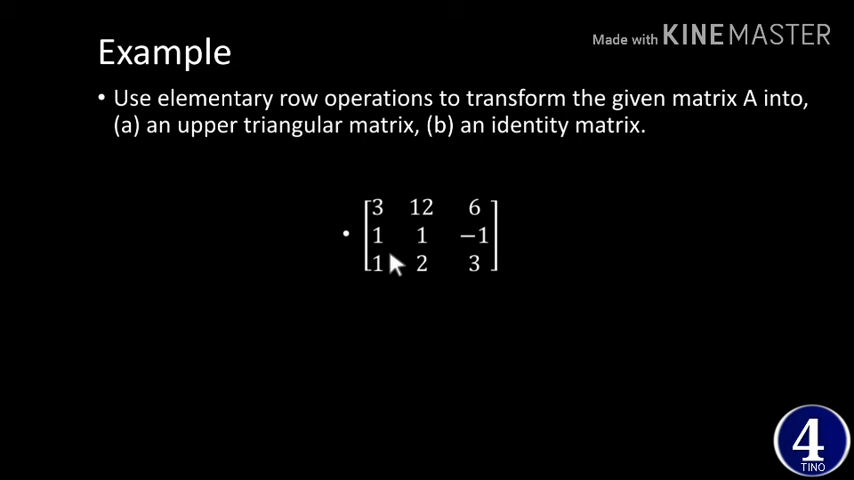 Made with KINEMASTER
Example
• Use elementary row operations to transform the given matrix A into,
(a) an upper triangular matrix, (b) an identity matrix.
3 12 6
• 1 1 −1
1 2 3
4
TINO